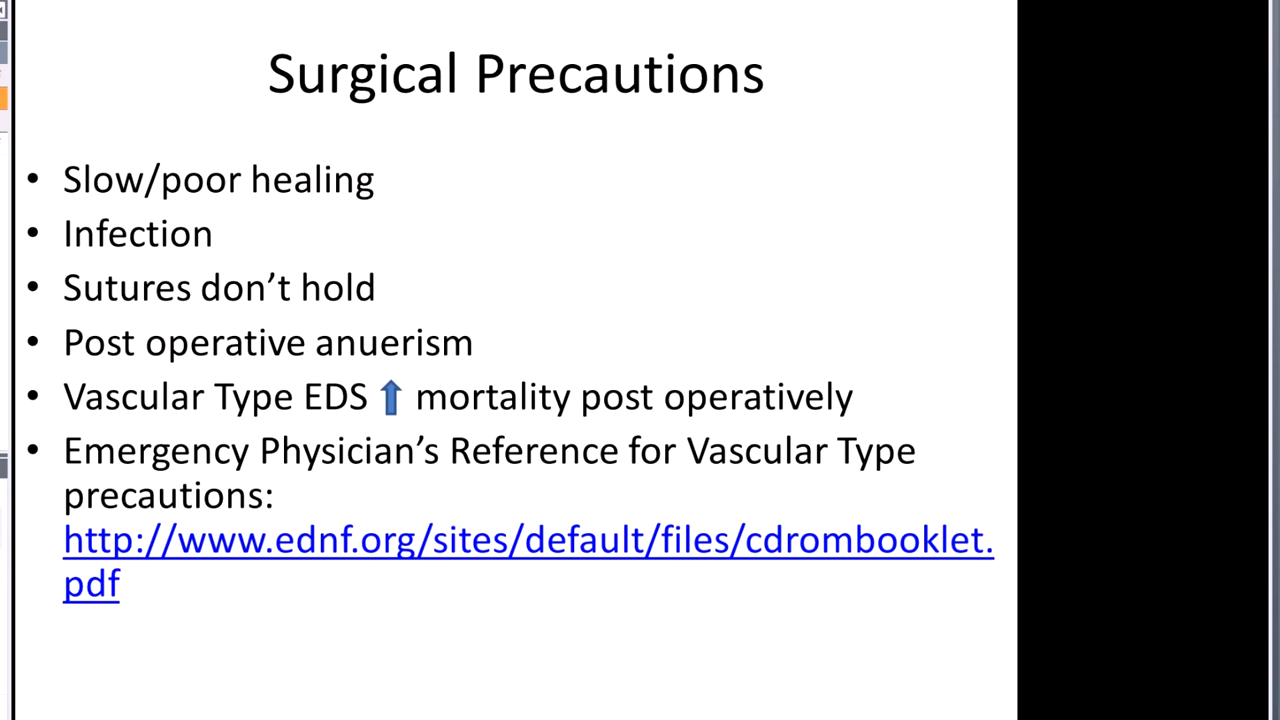 Surgical Precautions
• Slow/poor healing
• Infection
• Sutures don’t hold
• Post operative anuerism
• Vascular Type EDS mortality post operatively
• Emergency Physician’s Reference for Vascular Type
precautions:
http://www.ednf.org/sites/default/files/cdrombooklet.
pdf